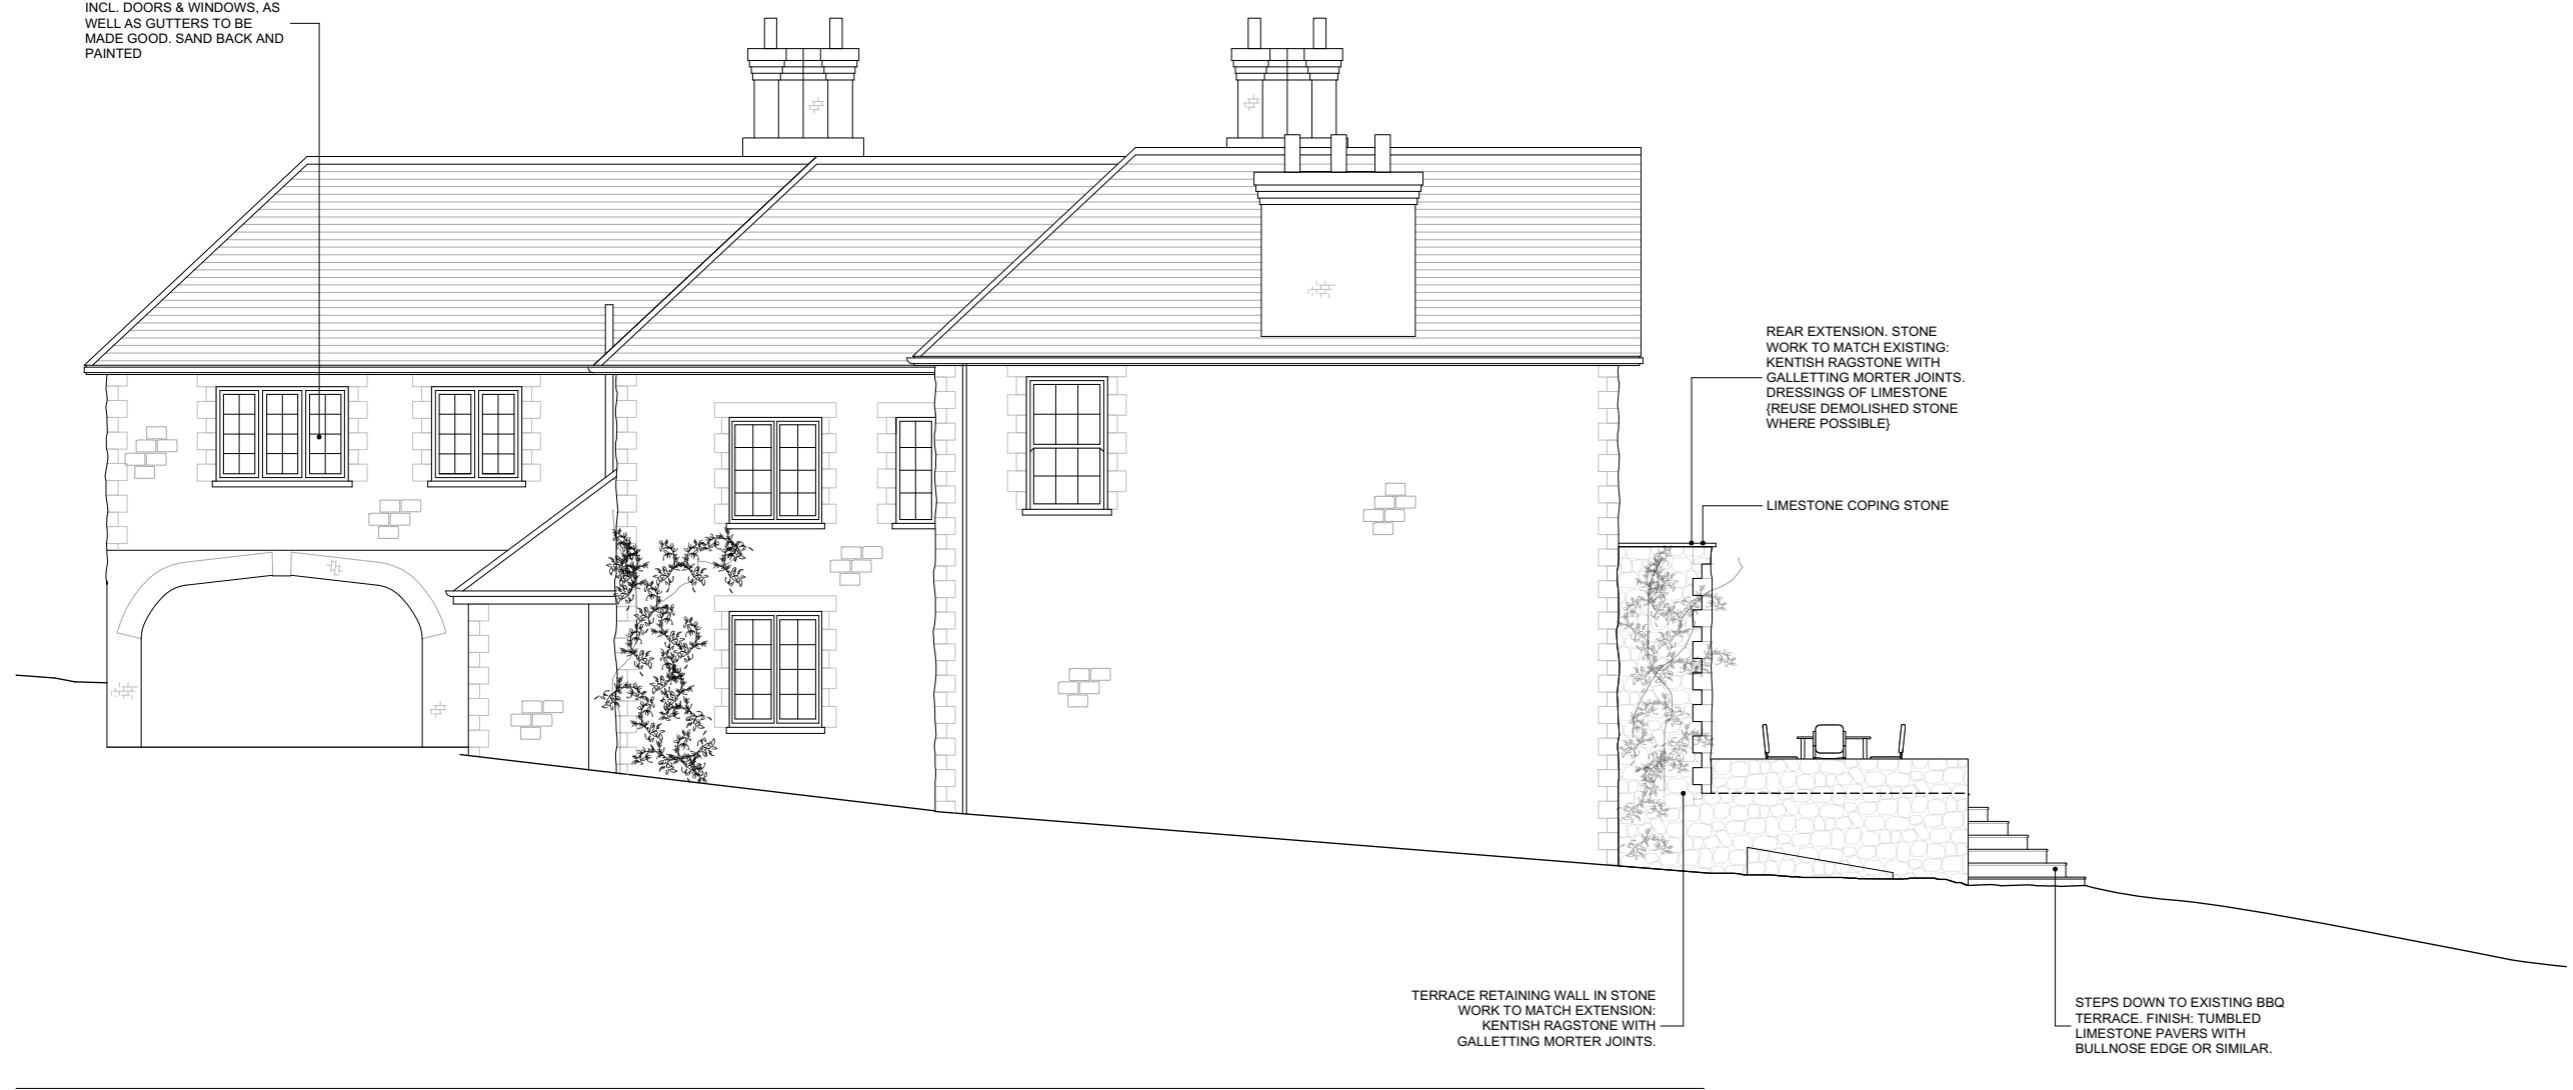 INCL. DOORS & WINDOWS, AS
WELL AS GUTTERS TO BE
MADE GOOD. SAND BACK AND
PAINTED
REAR EXTENSION. STONE
WORK TO MATCH EXISTING:
KENTISH RAGSTONE WITH
GALLETTING MORTER JOINTS.
DRESSINGS OF LIMESTONE
{REUSE DEMOLISHED STONE
WHERE POSSIBLE}
LIMESTONE COPING STONE
TERRACE RETAINING WALL IN STONE
WORK TO MATCH EXTENSION:
KENTISH RAGSTONE WITH
GALLETTING MORTER JOINTS.
STEPS DOWN TO EXISTING BBQ
TERRACE. FINISH: TUMBLED
LIMESTONE PAVERS WITH
BULLNOSE EDGE OR SIMILAR.